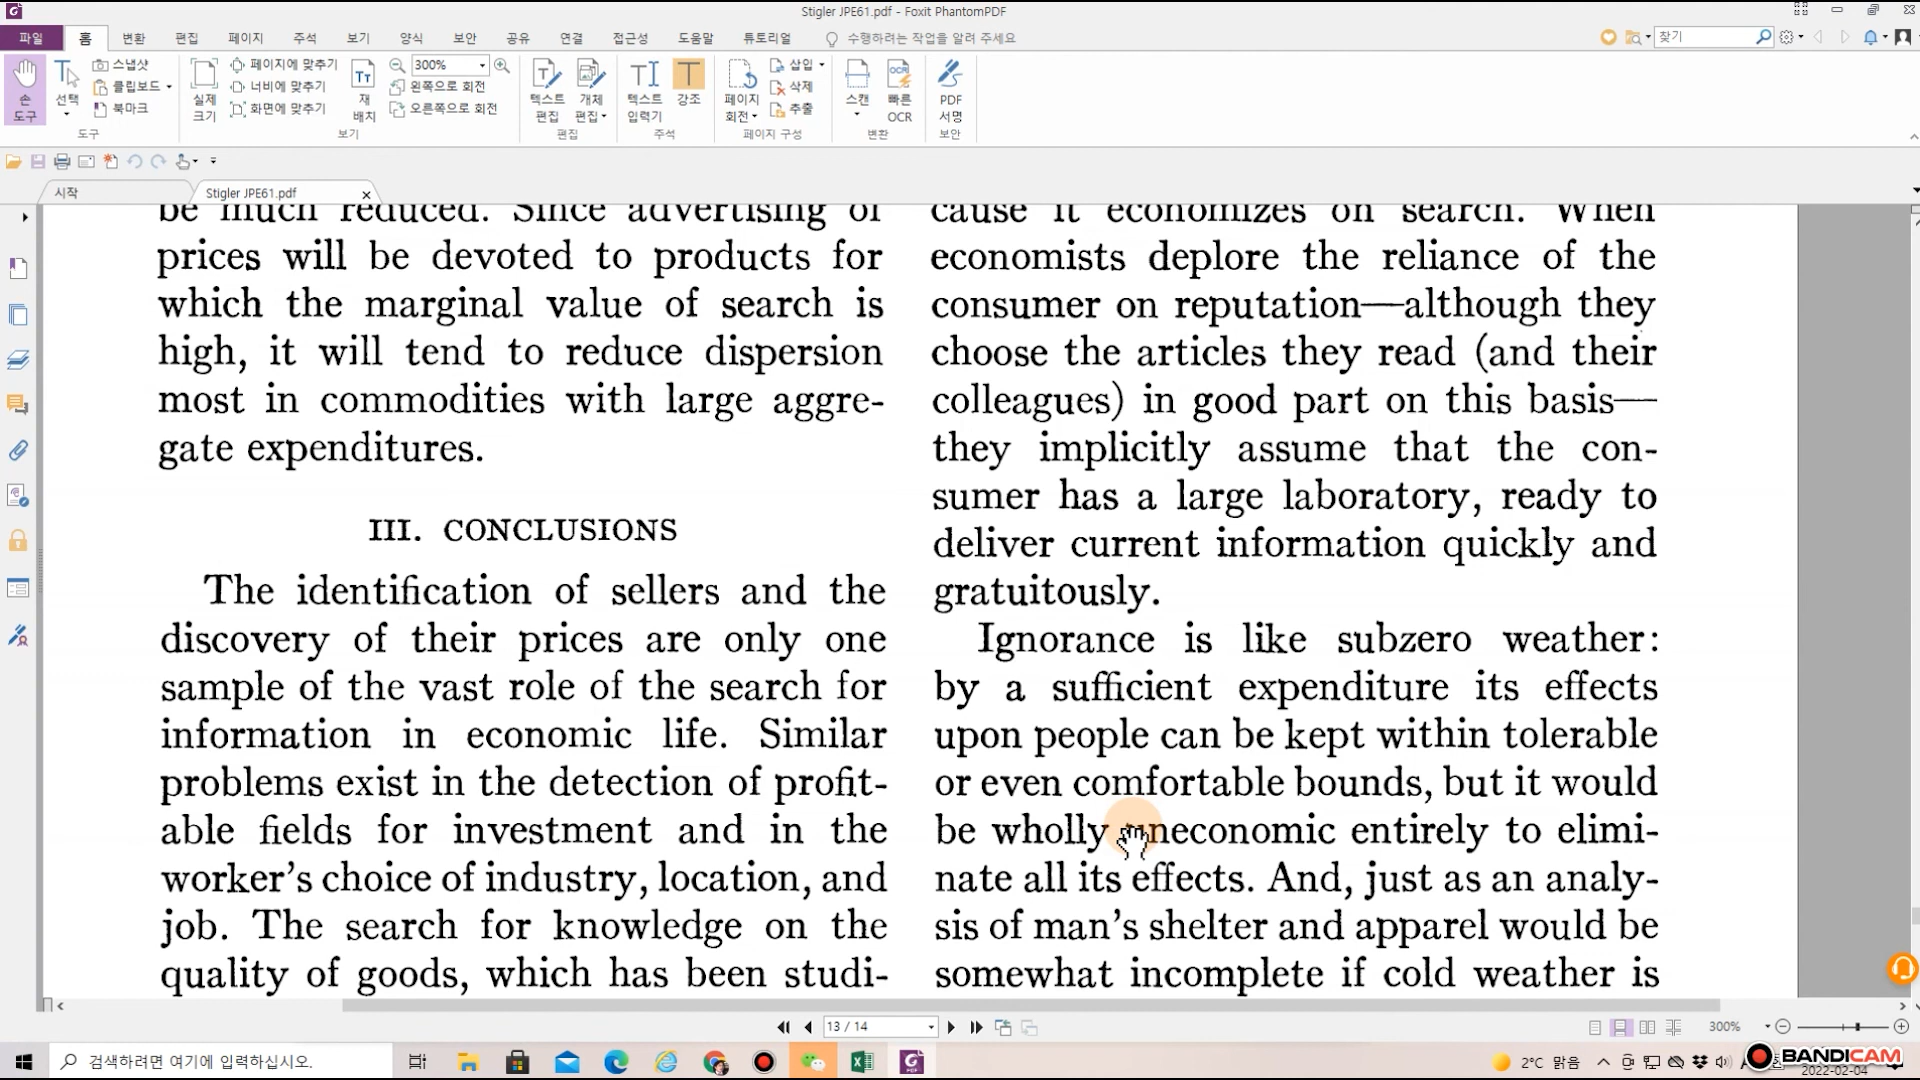 Stigler JPE61.pdf - Foxit PhantomPDF
파일 홈 변환 편집 페이지 주석 보기 양식 보안 공유 연결 접근성 도움말 튜토리얼 수행하려는 작업을 알려 주세요 찾기
손 도구
선택
스냅샷
클립보드
북마크
도구
실제 크기
페이지에 맞추기
너비에 맞추기
화면에 맞추기
재 배치
300%
왼쪽으로 회전
오른쪽으로 회전
보기
텍스트 편집
개체 편집
편집
텍스트 입력기
강조
주석
페이지 회전
삽입
삭제
추출
페이지 구성
스캔
빠른 OCR
변환
PDF 서명
보안
시작
Stigler JPE61.pdf
be much reduced. Since advertising of
prices will be devoted to products for
which the marginal value of search is
high, it will tend to reduce dispersion
most in commodities with large aggre-
gate expenditures.
III. CONCLUSIONS
The identification of sellers and the
discovery of their prices are only one
sample of the vast role of the search for
information in economic life. Similar
problems exist in the detection of profit-
able fields for investment and in the
worker's choice of industry, location, and
job. The search for knowledge on the
quality of goods, which has been studi-
cause it economizes on search. When
economists deplore the reliance of the
consumer on reputation—although they
choose the articles they read (and their
colleagues) in good part on this basis—
they implicitly assume that the con-
sumer has a large laboratory, ready to
deliver current information quickly and
gratuitously.
Ignorance is like subzero weather:
by a sufficient expenditure its effects
upon people can be kept within tolerable
or even comfortable bounds, but it would
be wholly uneconomic entirely to elimi-
nate all its effects. And, just as an analy-
sis of man's shelter and apparel would be
somewhat incomplete if cold weather is
13 / 14
300%
검색하려면 여기에 입력하십시오.
2°C 맑음
BANDICAM
2022-02-04